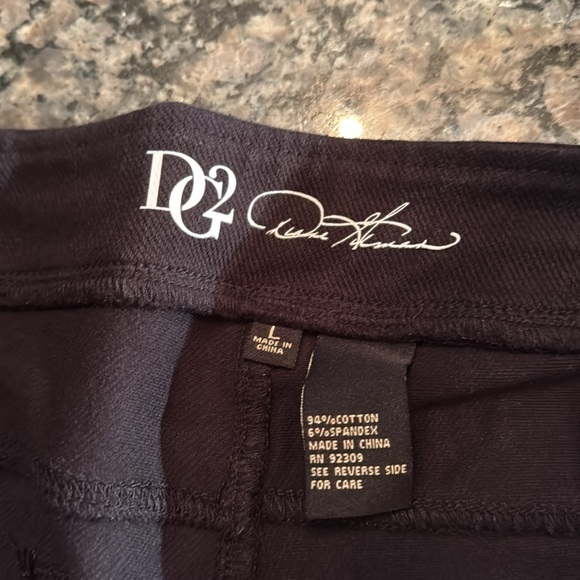 DG2
L
MADE IN
CHINA
94%COTTON
6%SPANDEX
MADE IN CHINA
RN 92309
SEE REVERSE SIDE
FOR CARE